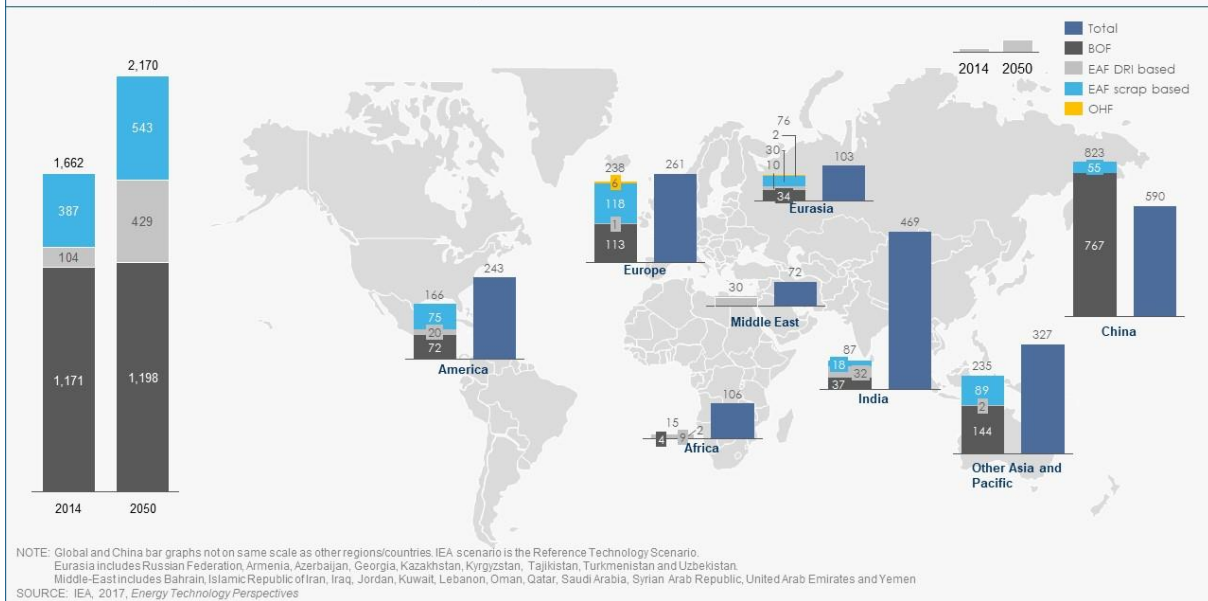 Total
BOF
EAF DRI based
EAF scrap based
OHF
2014 2050
2,170
543
429
1,198
1,662
387
104
1,171
2014 2050
238 261
6
118
1
113
Europe
76
2
30
10
34
103
Eurasia
823
55
767
590
China
469
87
18
32
37
India
30
72
Middle East
166
243
75
20
72
America
15
106
2
4 9
Africa
235
327
89
2
144
Other Asia and
Pacific
NOTE: Global and China bar graphs not on same scale as other regions/countries. IEA scenario is the Reference Technology Scenario.
Eurasia includes Russian Federation, Armenia, Azerbaijan, Georgia, Kazakhstan, Kyrgyzstan, Tajikistan, Turkmenistan and Uzbekistan.
Middle-East includes Bahrain, Islamic Republic of Iran, Iraq, Jordan, Kuwait, Lebanon, Oman, Qatar, Saudi Arabia, Syrian Arab Republic, United Arab Emirates and Yemen
SOURCE: IEA, 2017, Energy Technology Perspectives